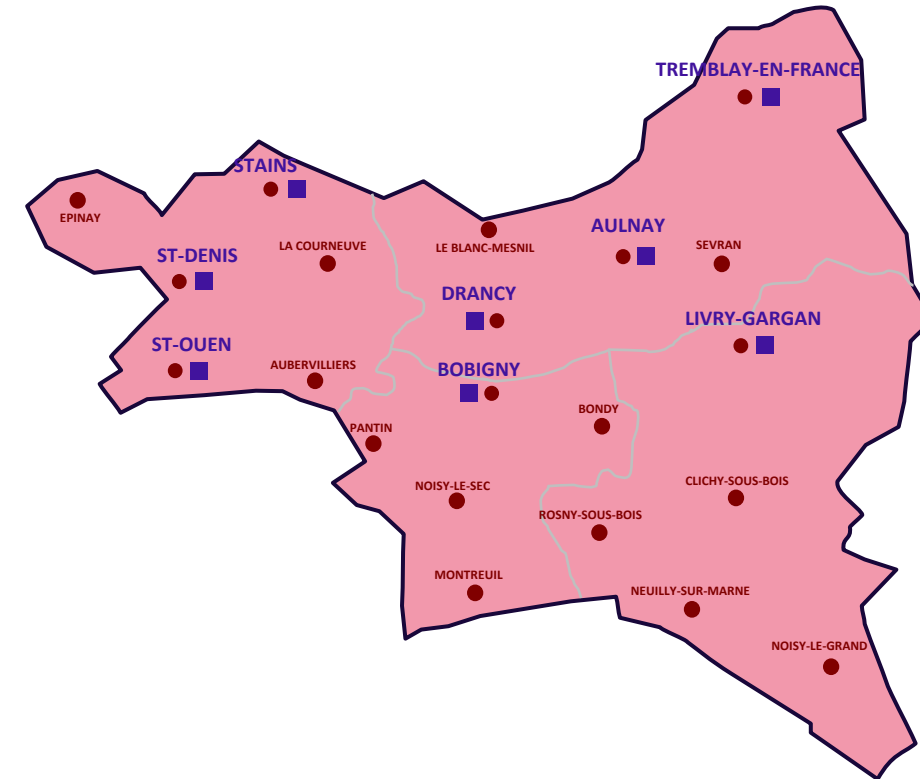 TREMBLAY-EN-FRANCE
STAINS
EPINAY
AULNAY
ST-DENIS
LA COURNEUVE
LE BLANC-MESNIL
SEVRAN
DRANCY
LIVRY-GARGAN
ST-OUEN
AUBERVILLIERS
BOBIGNY
BONDY
PANTIN
NOISY-LE-SEC
CLICHY-SOUS-BOIS
ROSNY-SOUS-BOIS
MONTREUIL
NEUILLY-SUR-MARNE
NOISY-LE-GRAND